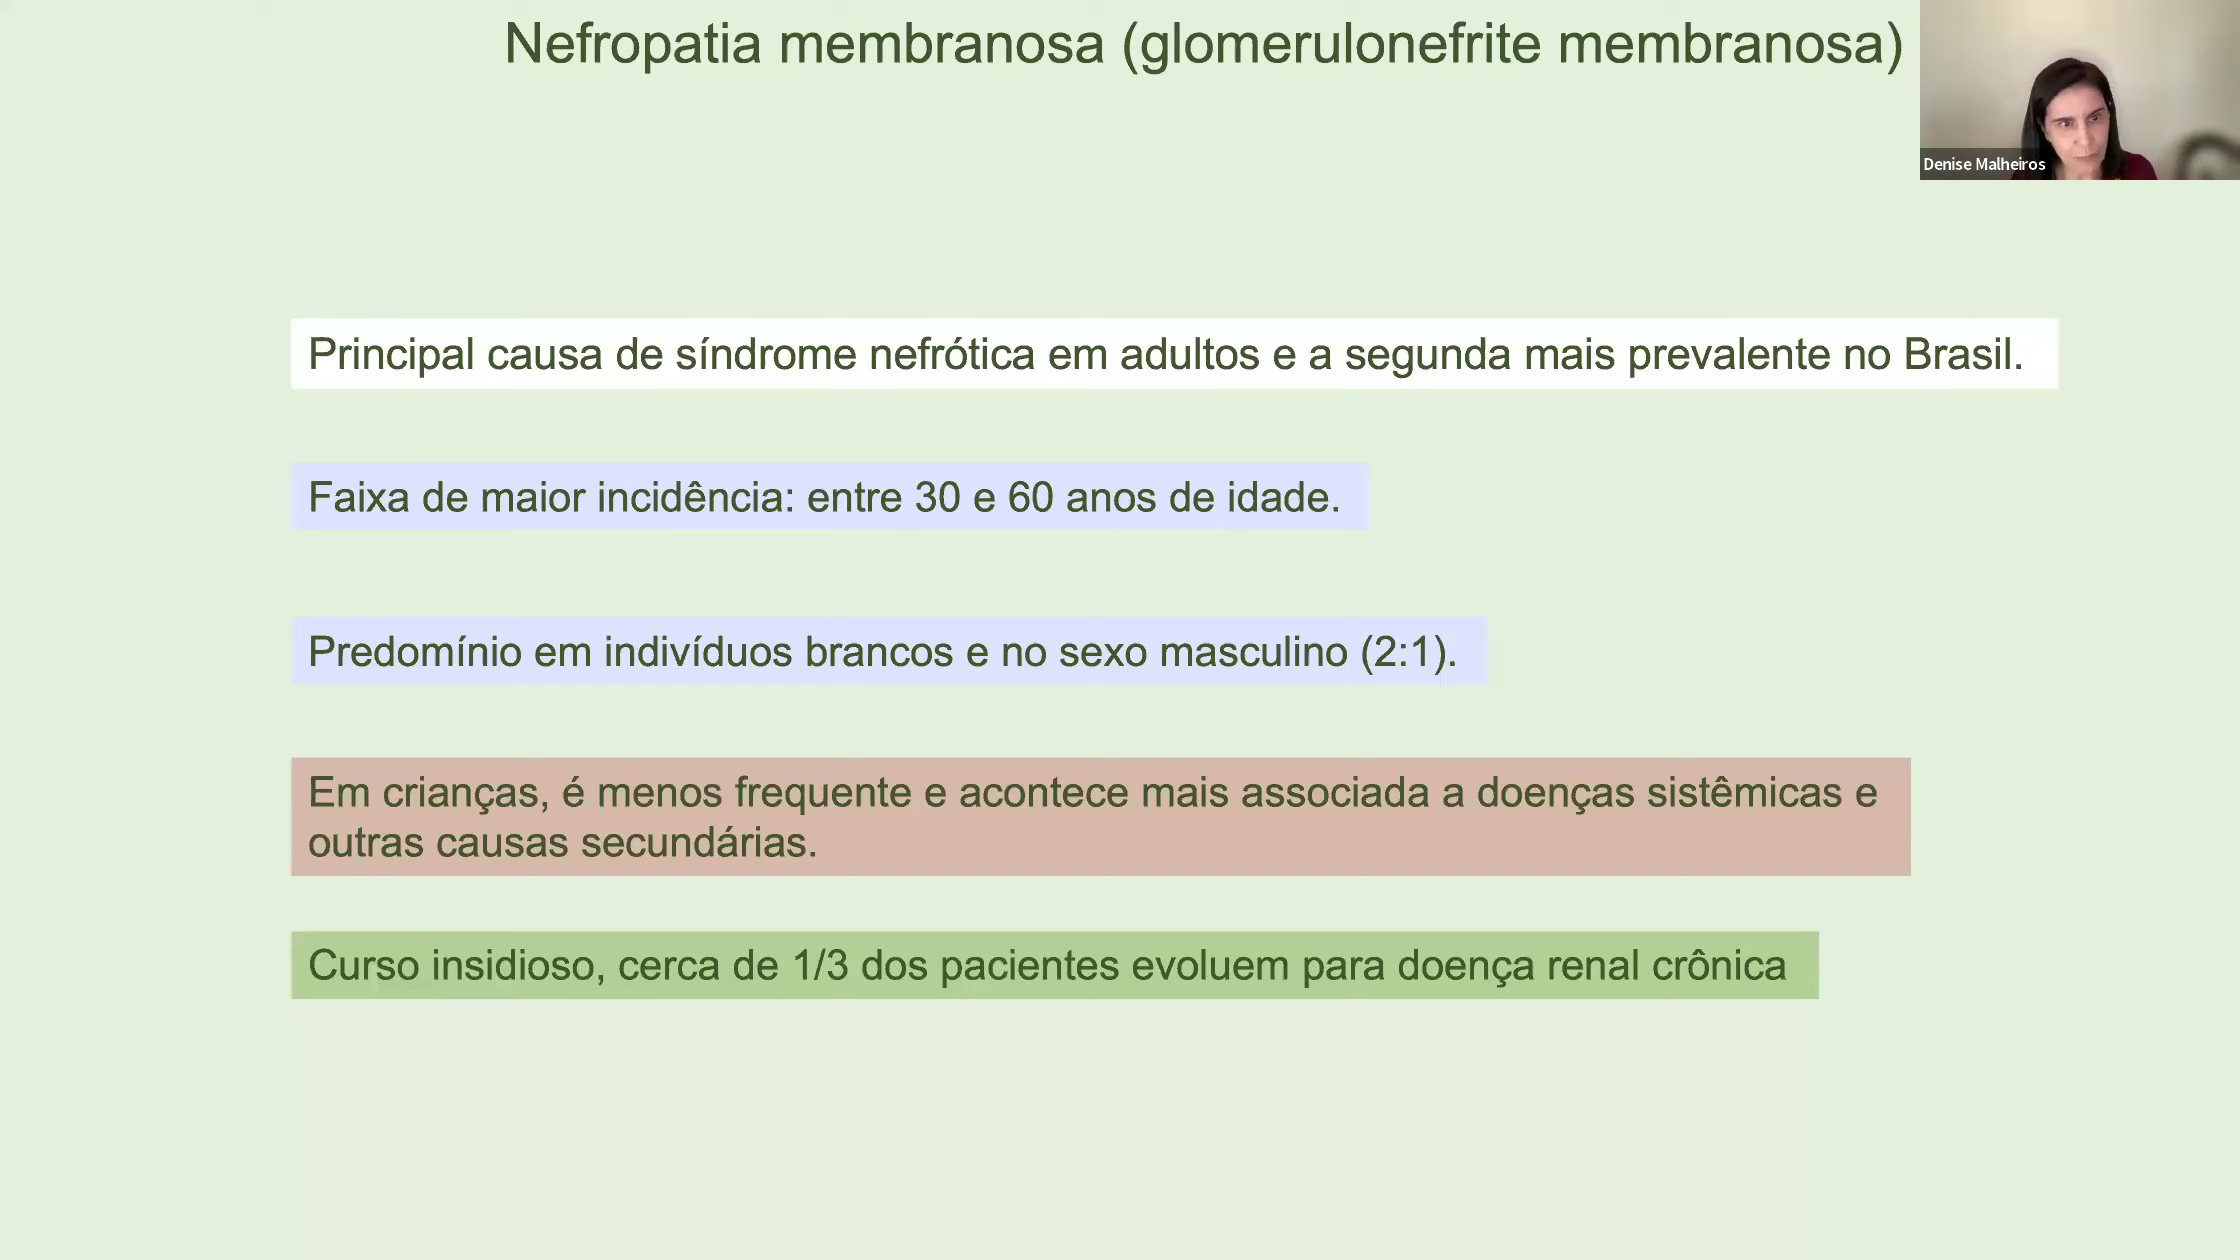 Nefropatia membranosa (glomerulonefrite membranosa)
Denise Malheiros
Principal causa de síndrome nefrótica em adultos e a segunda mais prevalente no Brasil.
Faixa de maior incidência: entre 30 e 60 anos de idade.
Predomínio em indivíduos brancos e no sexo masculino (2:1).
Em crianças, é menos frequente e acontece mais associada a doenças sistêmicas e
outras causas secundárias.
Curso insidioso, cerca de 1/3 dos pacientes evoluem para doença renal crônica